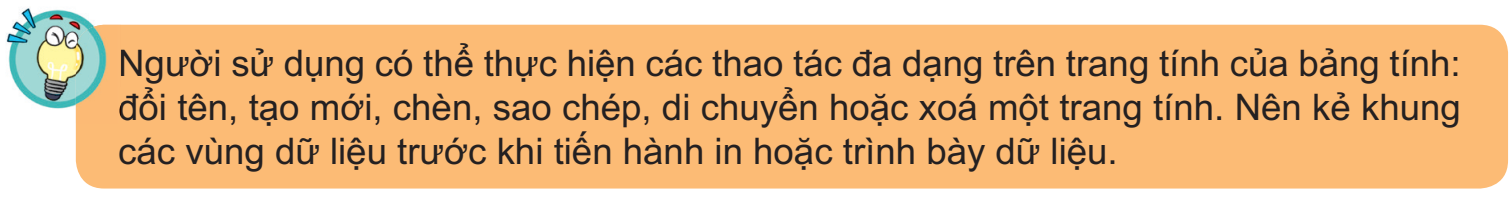 Người sử dụng có thể thực hiện các thao tác đa dạng trên trang tính của bảng tính:
đổi tên, tạo mới, chèn, sao chép, di chuyển hoặc xoá một trang tính. Nên kẻ khung
các vùng dữ liệu trước khi tiến hành in hoặc trình bày dữ liệu.